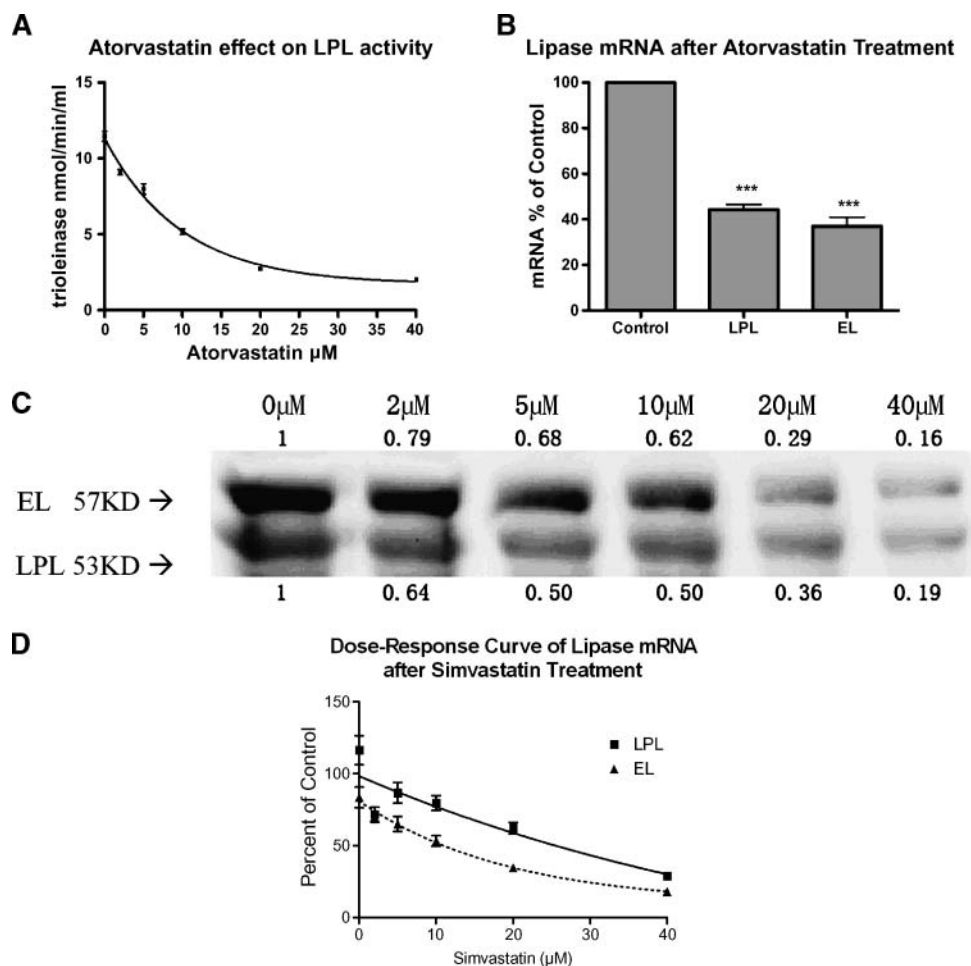 A
Atorvastatin effect on LPL activity
15
10
5
0
trioleinase nmol/min/ml
0 5 10 15 20 25 30 35 40
Atorvastatin µM
B
Lipase mRNA after Atorvastatin Treatment
100
80
60
40
20
0
mRNA % of Control
*** ***
Control LPL EL
C
0µM 2µM 5µM 10µM 20µM 40µM
1 0.79 0.68 0.62 0.29 0.16
EL 57KD →
LPL 53KD →
1 0.64 0.50 0.50 0.36 0.19
D
Dose-Response Curve of Lipase mRNA
after Simvastatin Treatment
150
100
50
0
Percent of Control
LPL
EL
0 10 20 30 40
Simvastatin (µM)